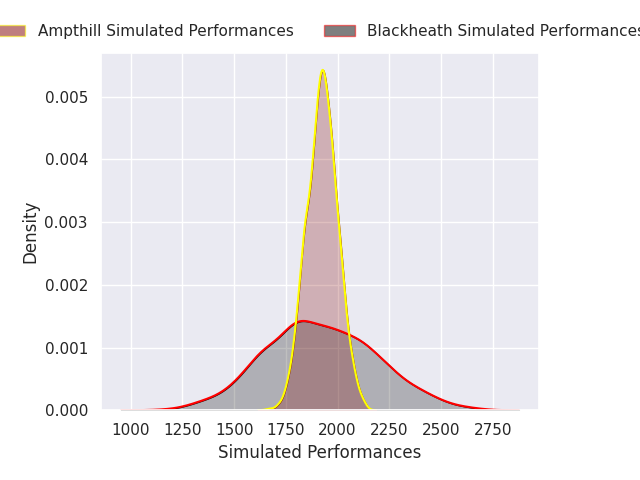 Ampthill Simulated Performances
Blackheath Simulated Performances
0.005
0.004
0.003
0.002
0.001
0.000
Density
1000 1250 1500 1750 2000 2250 2500 2750
Simulated Performances